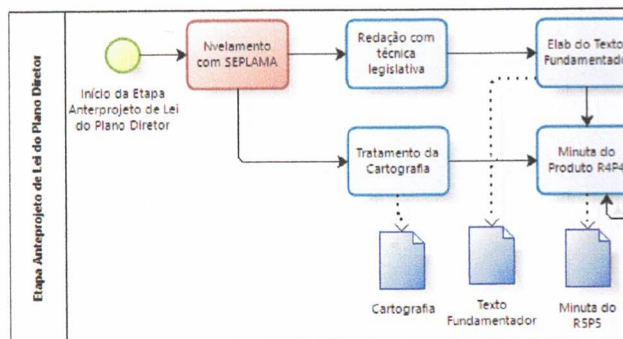 Etapa Anteprojeto de Lei do Plano Diretor
Início da Etapa
Anterprojeto de Lei
do Plano Diretor
Nvelamento
com SEPLAMA
Redação com
técnica
legislativa
Elab do Texto
Fundamentado
Tratamento da
Cartografia
Minuta do
Produto R4P4
Cartografia
Texto
Fundamentador
Minuta do
R5P5